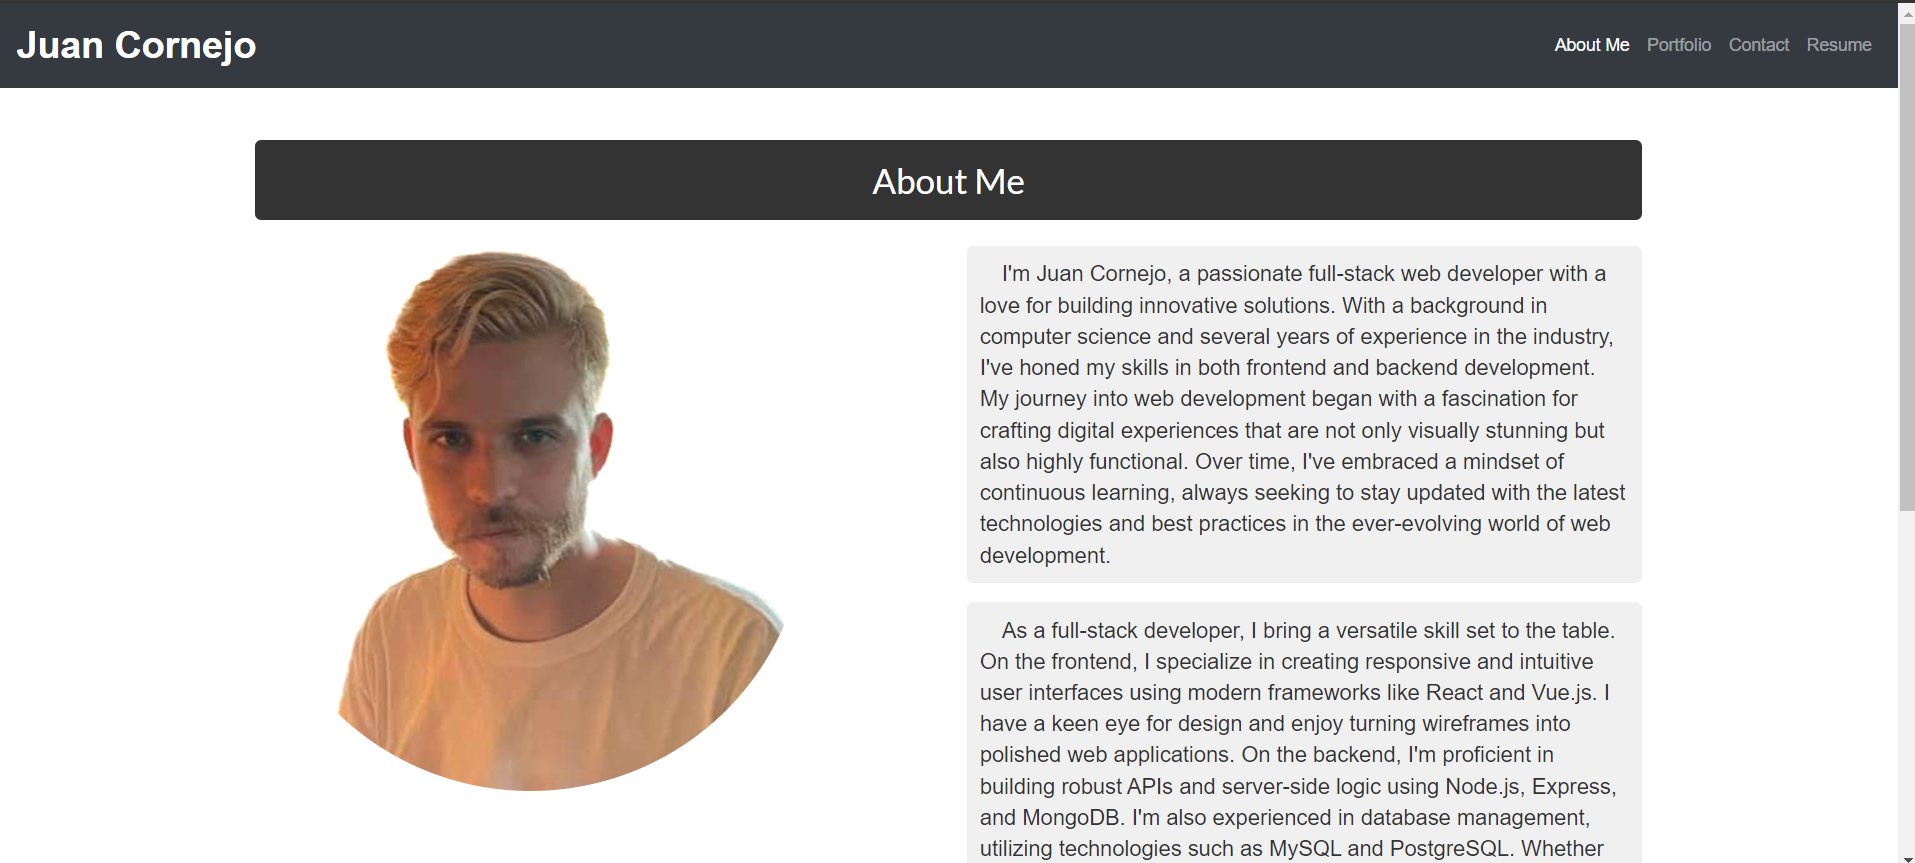 Juan Cornejo
About Me Portfolio Contact Resume
About Me
I'm Juan Cornejo, a passionate full-stack web developer with a
love for building innovative solutions. With a background in
computer science and several years of experience in the industry,
I've honed my skills in both frontend and backend development.
My journey into web development began with a fascination for
crafting digital experiences that are not only visually stunning but
also highly functional. Over time, I've embraced a mindset of
continuous learning, always seeking to stay updated with the latest
technologies and best practices in the ever-evolving world of web
development.
As a full-stack developer, I bring a versatile skill set to the table.
On the frontend, I specialize in creating responsive and intuitive
user interfaces using modern frameworks like React and Vue.js. I
have a keen eye for design and enjoy turning wireframes into
polished web applications. On the backend, I'm proficient in
building robust APIs and server-side logic using Node.js, Express,
and MongoDB. I'm also experienced in database management,
utilizing technologies such as MySQL and PostgreSQL. Whether